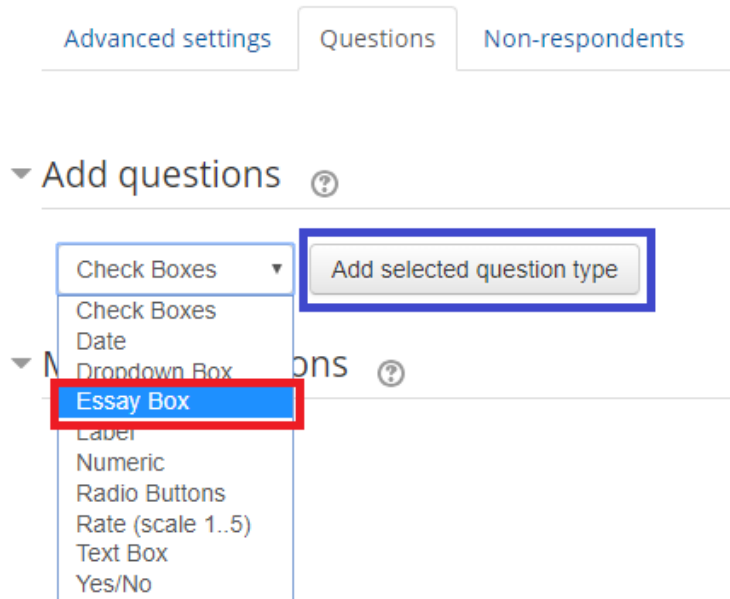 Advanced settings Questions Non-respondents
Add questions
Check Boxes Add selected question type
Check Boxes
Date
Dropdown Box
Essay Box
Label
Numeric
Radio Buttons
Rate (scale 1..5)
Text Box
Yes/No